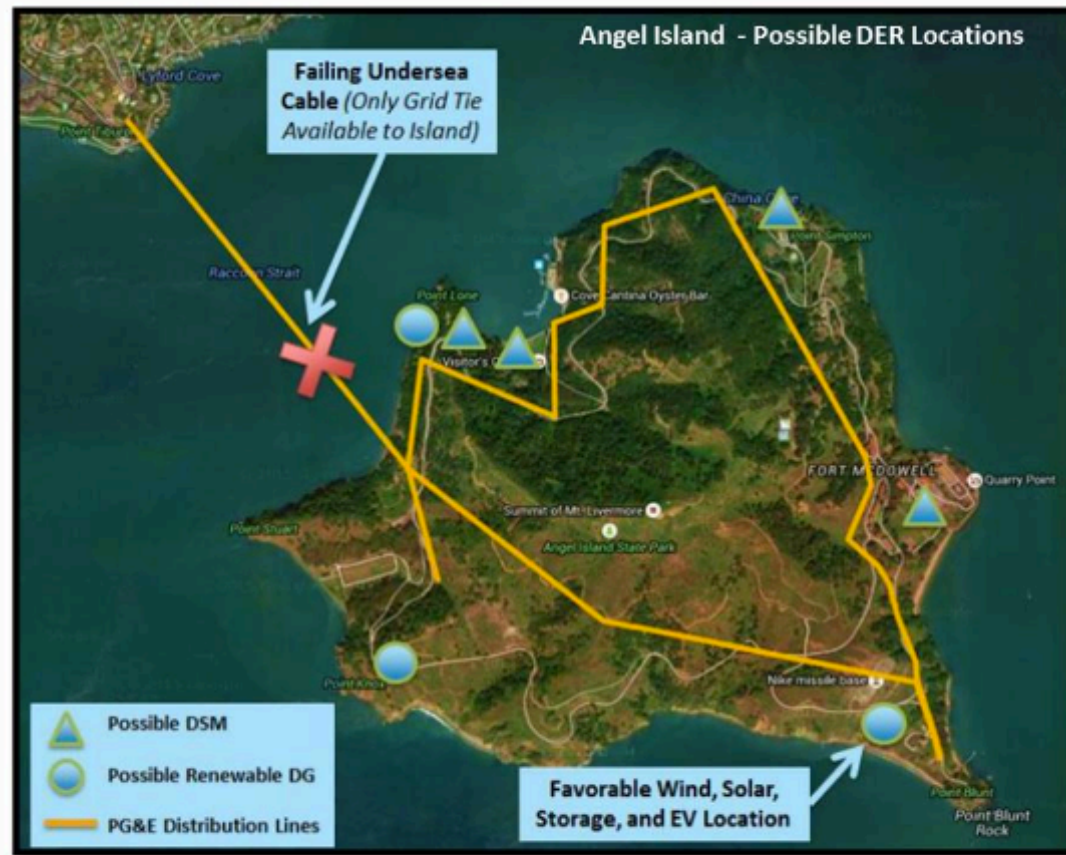 Angel Island - Possible DER Locations
Failing Undersea
Cable (Only Grid Tie
Available to Island)
Lyford Cove
Point Tiburon
Raccoon Strait
China Cove
Point Simpton
Point Lone
Cove Cantina Oyster Bar
Visitor's
FORT MCDOWELL
Quarry Point
Summit of Mt. Livermore
Angel Island State Park
Point Stuart
Point Knox
Nike missile base
Possible DSM
Possible Renewable DG
PG&E Distribution Lines
Favorable Wind, Solar,
Storage, and EV Location
Point Blunt
Point Blunt
Rock